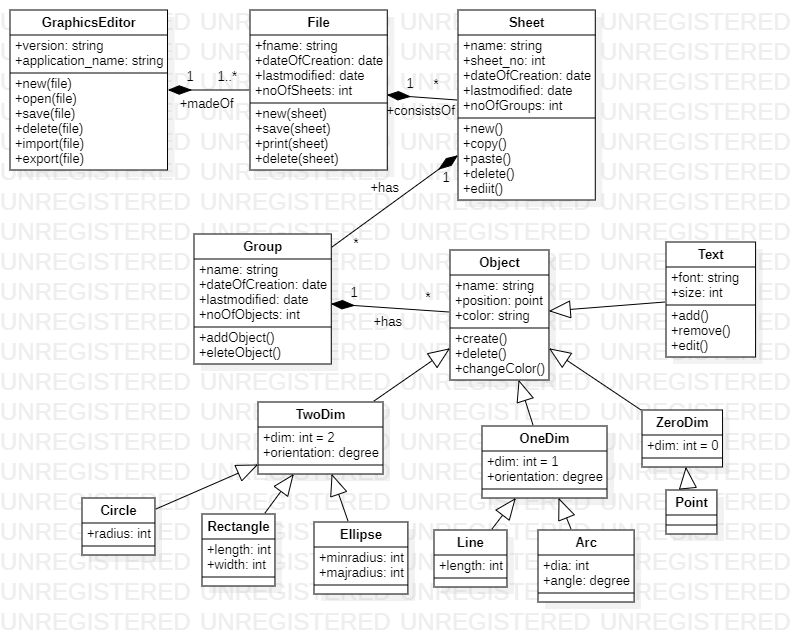 GraphicsEditor
+version: string
+application_name: string
+new(file)
+open(file)
+save(file)
+delete(file)
+import(file)
+export(file)
1
1..*
+madeOf
File
+fname: string
+dateOfCreation: date
+lastmodified: date
+noOfSheets: int
+new(sheet)
+save(sheet)
+print(sheet)
+delete(sheet)
1
*
+consistsOf
Sheet
+name: string
+sheet_no: int
+dateOfCreation: date
+lastmodified: date
+noOfGroups: int
+new()
+copy()
+paste()
+delete()
+ediit()
1
+has
*
Group
+name: string
+dateOfCreation: date
+lastmodified: date
+noOfObjects: int
+addObject()
+eleteObject()
1
*
+has
Object
+name: string
+position: point
+color: string
+create()
+delete()
+changeColor()
Text
+font: string
+size: int
+add()
+remove()
+edit()
TwoDim
+dim: int = 2
+orientation: degree
OneDim
+dim: int = 1
+orientation: degree
ZeroDim
+dim: int = 0
Circle
+radius: int
Rectangle
+length: int
+width: int
Ellipse
+minradius: int
+majradius: int
Line
+length: int
Arc
+dia: int
+angle: degree
Point
UNREGISTERED UNREGISTERED UNREGISTERED UNREGISTERED